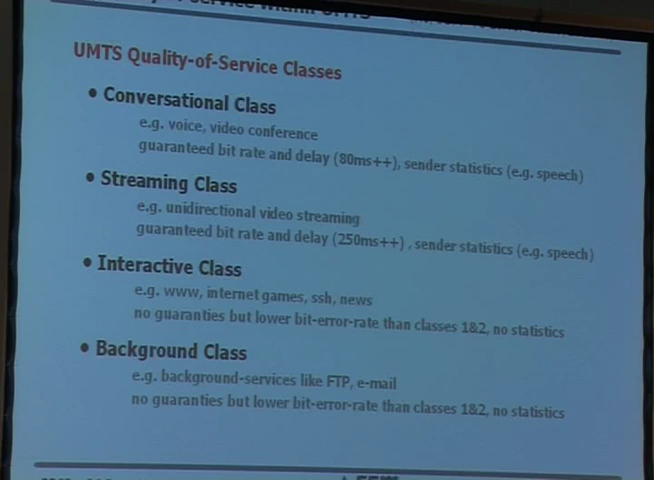 UMTS Quality-of-Service Classes
• Conversational Class
e.g. voice, video conference
guaranteed bit rate and delay (80ms++), sender statistics (e.g. speech)
• Streaming Class
e.g. unidirectional video streaming
guaranteed bit rate and delay (250ms++) , sender statistics (e.g. speech)
• Interactive Class
e.g. www, internet games, ssh, news
no guaranties but lower bit-error-rate than classes 1&2, no statistics
• Background Class
e.g. background-services like FTP, e-mail
no guaranties but lower bit-error-rate than classes 1&2, no statistics